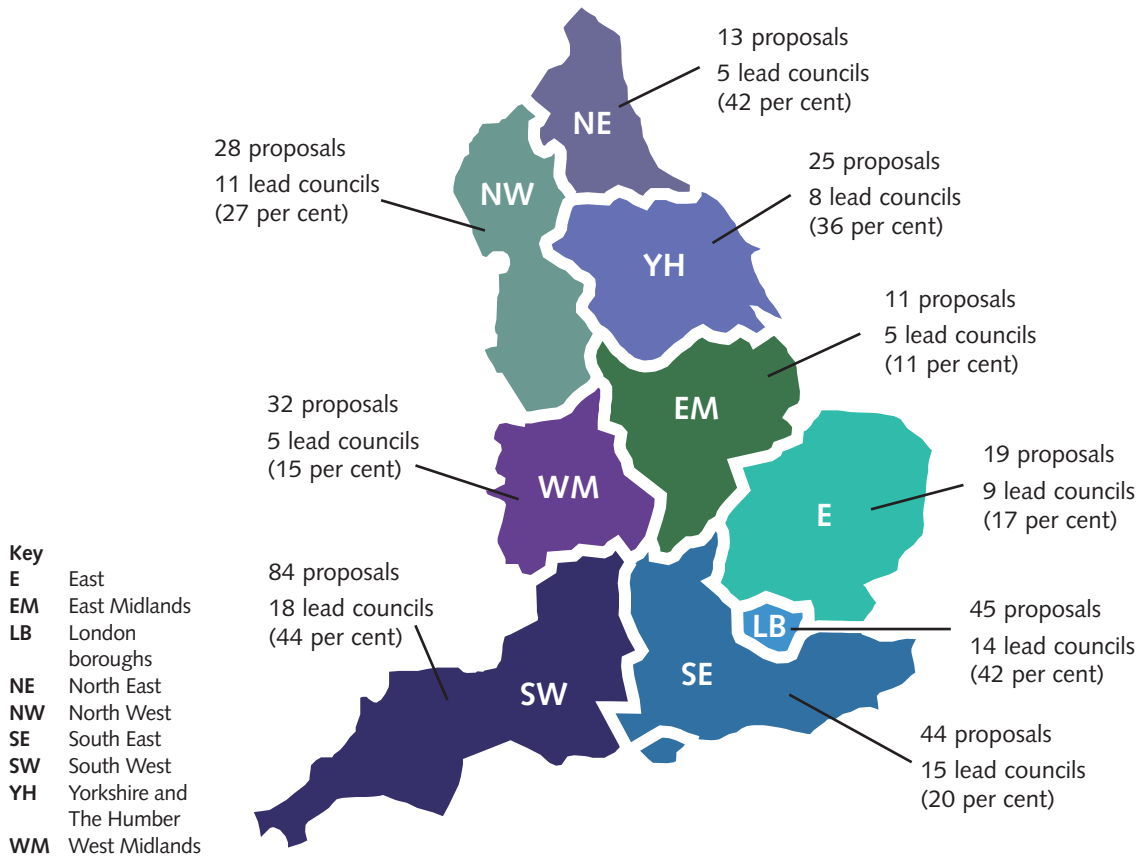 13 proposals
5 lead councils
(42 per cent)
NE
28 proposals
11 lead councils
(27 per cent)
NW
25 proposals
8 lead councils
(36 per cent)
YH
11 proposals
5 lead councils
(11 per cent)
EM
32 proposals
5 lead councils
(15 per cent)
WM
19 proposals
9 lead councils
(17 per cent)
E
84 proposals
18 lead councils
(44 per cent)
SW
45 proposals
14 lead councils
(42 per cent)
LB
SE
44 proposals
15 lead councils
(20 per cent)
Key
E East
EM East Midlands
LB London
boroughs
NE North East
NW North West
SE South East
SW South West
YH Yorkshire and
The Humber
WM West Midlands